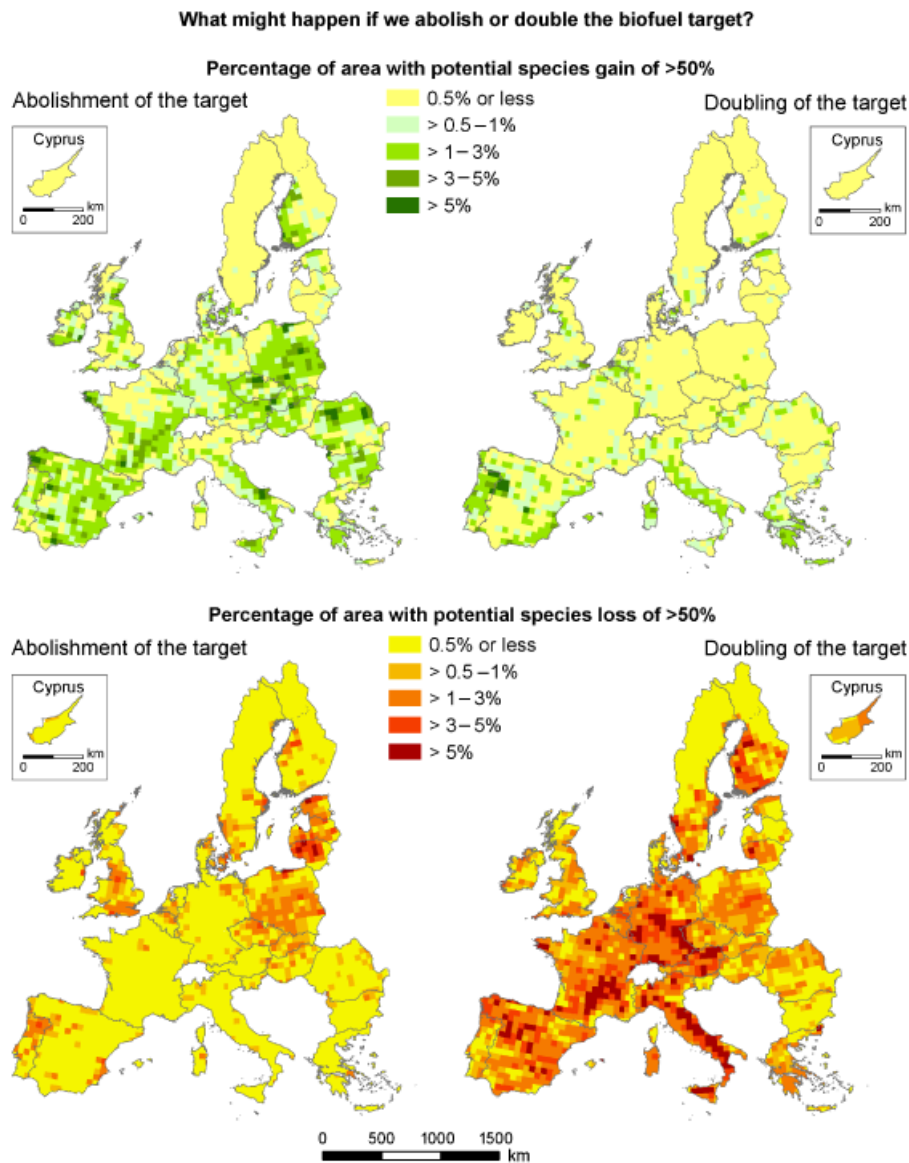 What might happen if we abolish or double the biofuel target?
Percentage of area with potential species gain of >50%
Abolishment of the target
Doubling of the target
0.5% or less
> 0.5–1%
> 1–3%
> 3–5%
> 5%
Cyprus
km
0 200
Cyprus
km
0 200
Percentage of area with potential species loss of >50%
Abolishment of the target
Doubling of the target
0.5% or less
> 0.5–1%
> 1–3%
> 3–5%
> 5%
Cyprus
km
0 200
Cyprus
km
0 200
0 500 1000 1500
km